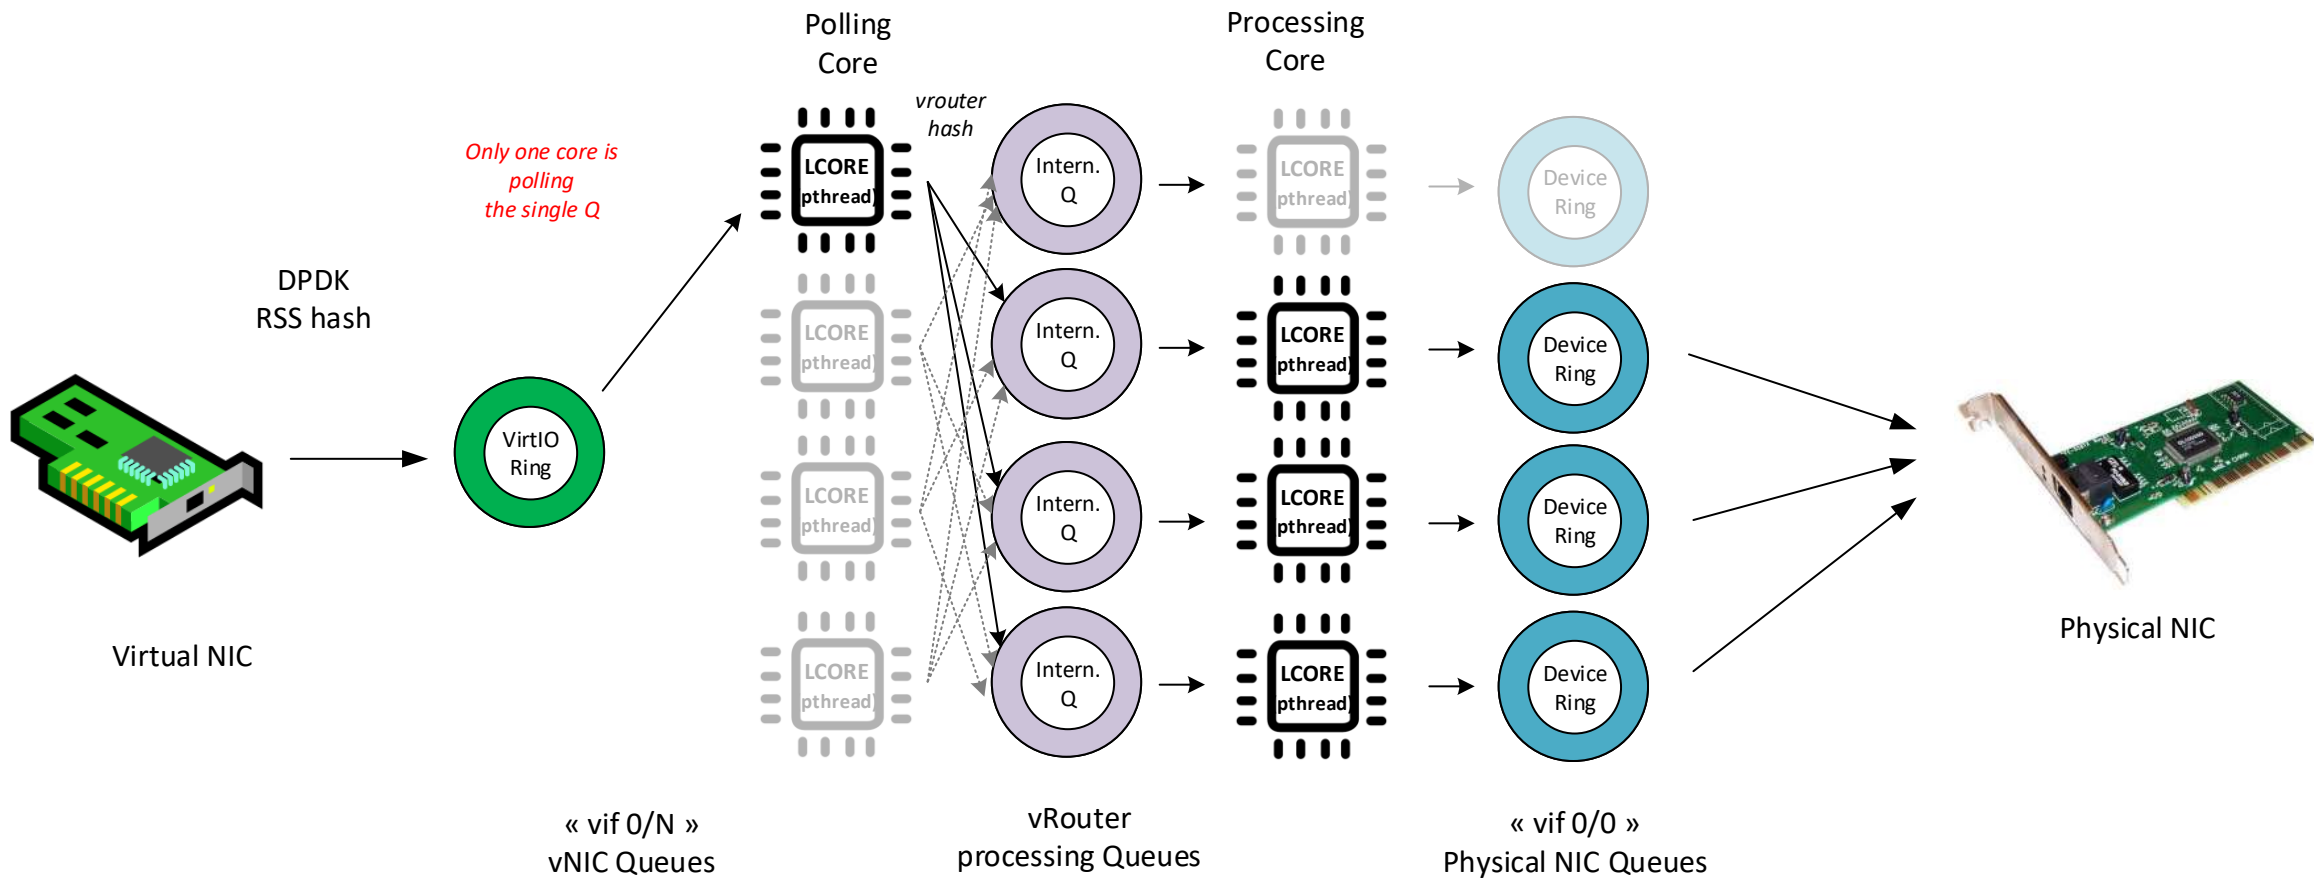 Polling
Core
Processing
Core
vrouter
hash
Only one core is
polling
the single Q
DPDK
RSS hash
VirtIO
Ring
Virtual NIC
LCORE
pthread)
Intern.
Q
LCORE
pthread)
Device
Ring
LCORE
pthread)
Intern.
Q
LCORE
pthread)
Device
Ring
LCORE
pthread)
Intern.
Q
LCORE
pthread)
Device
Ring
LCORE
pthread)
Intern.
Q
LCORE
pthread)
Device
Ring
Physical NIC
« vif 0/N »
vNIC Queues
vRouter
processing Queues
« vif 0/0 »
Physical NIC Queues